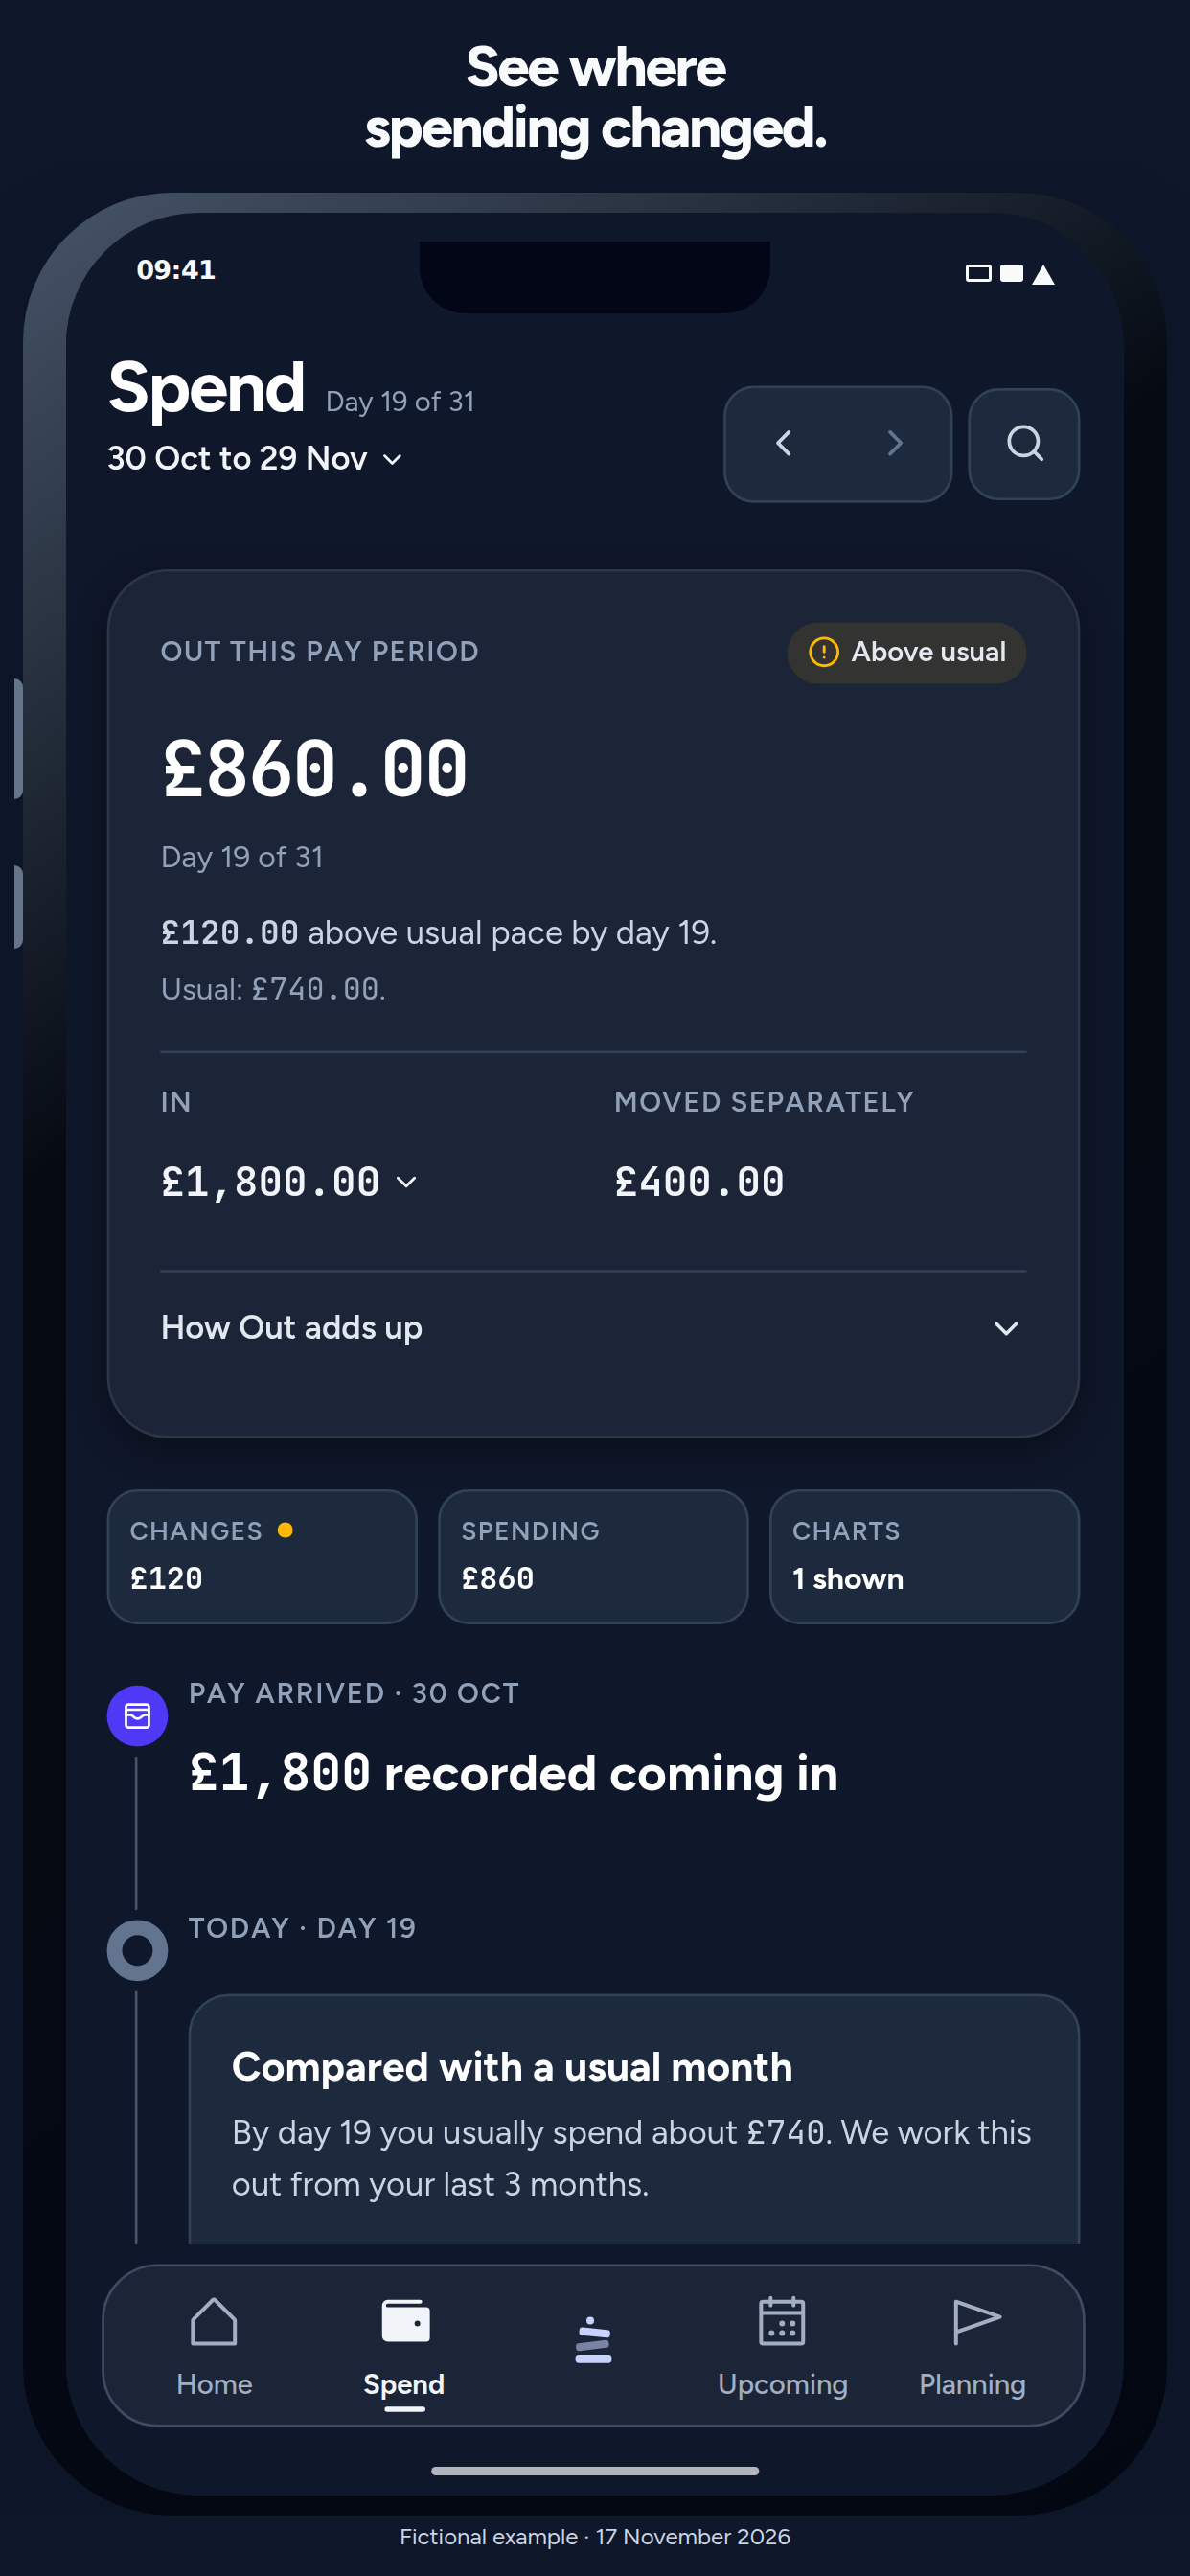 See where
spending changed.
09:41
Spend Day 19 of 31
30 Oct to 29 Nov
OUT THIS PAY PERIOD
Above usual
£860.00
Day 19 of 31
£120.00 above usual pace by day 19.
Usual: £740.00.
IN
MOVED SEPARATELY
£1,800.00
£400.00
How Out adds up
CHANGES
£120
SPENDING
£860
CHARTS
1 shown
PAY ARRIVED · 30 OCT
£1,800 recorded coming in
TODAY · DAY 19
Compared with a usual month
By day 19 you usually spend about £740. We work this
out from your last 3 months.
Home
Spend
Upcoming
Planning
Fictional example · 17 November 2026